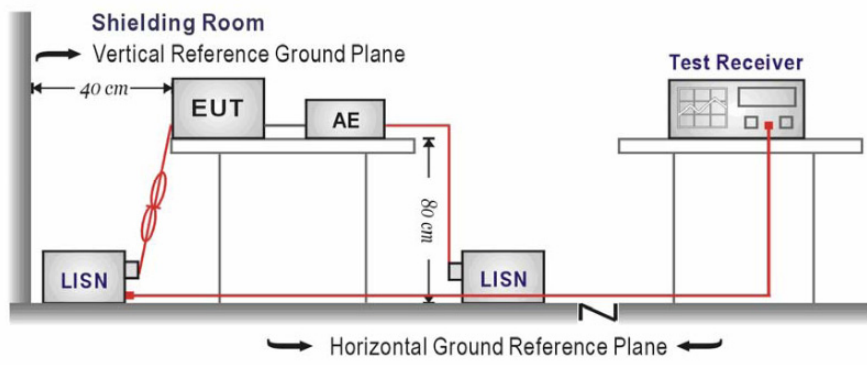 Shielding Room
Vertical Reference Ground Plane
Test Receiver
40 cm
EUT
AE
80 cm
LISN
LISN
Horizontal Ground Reference Plane